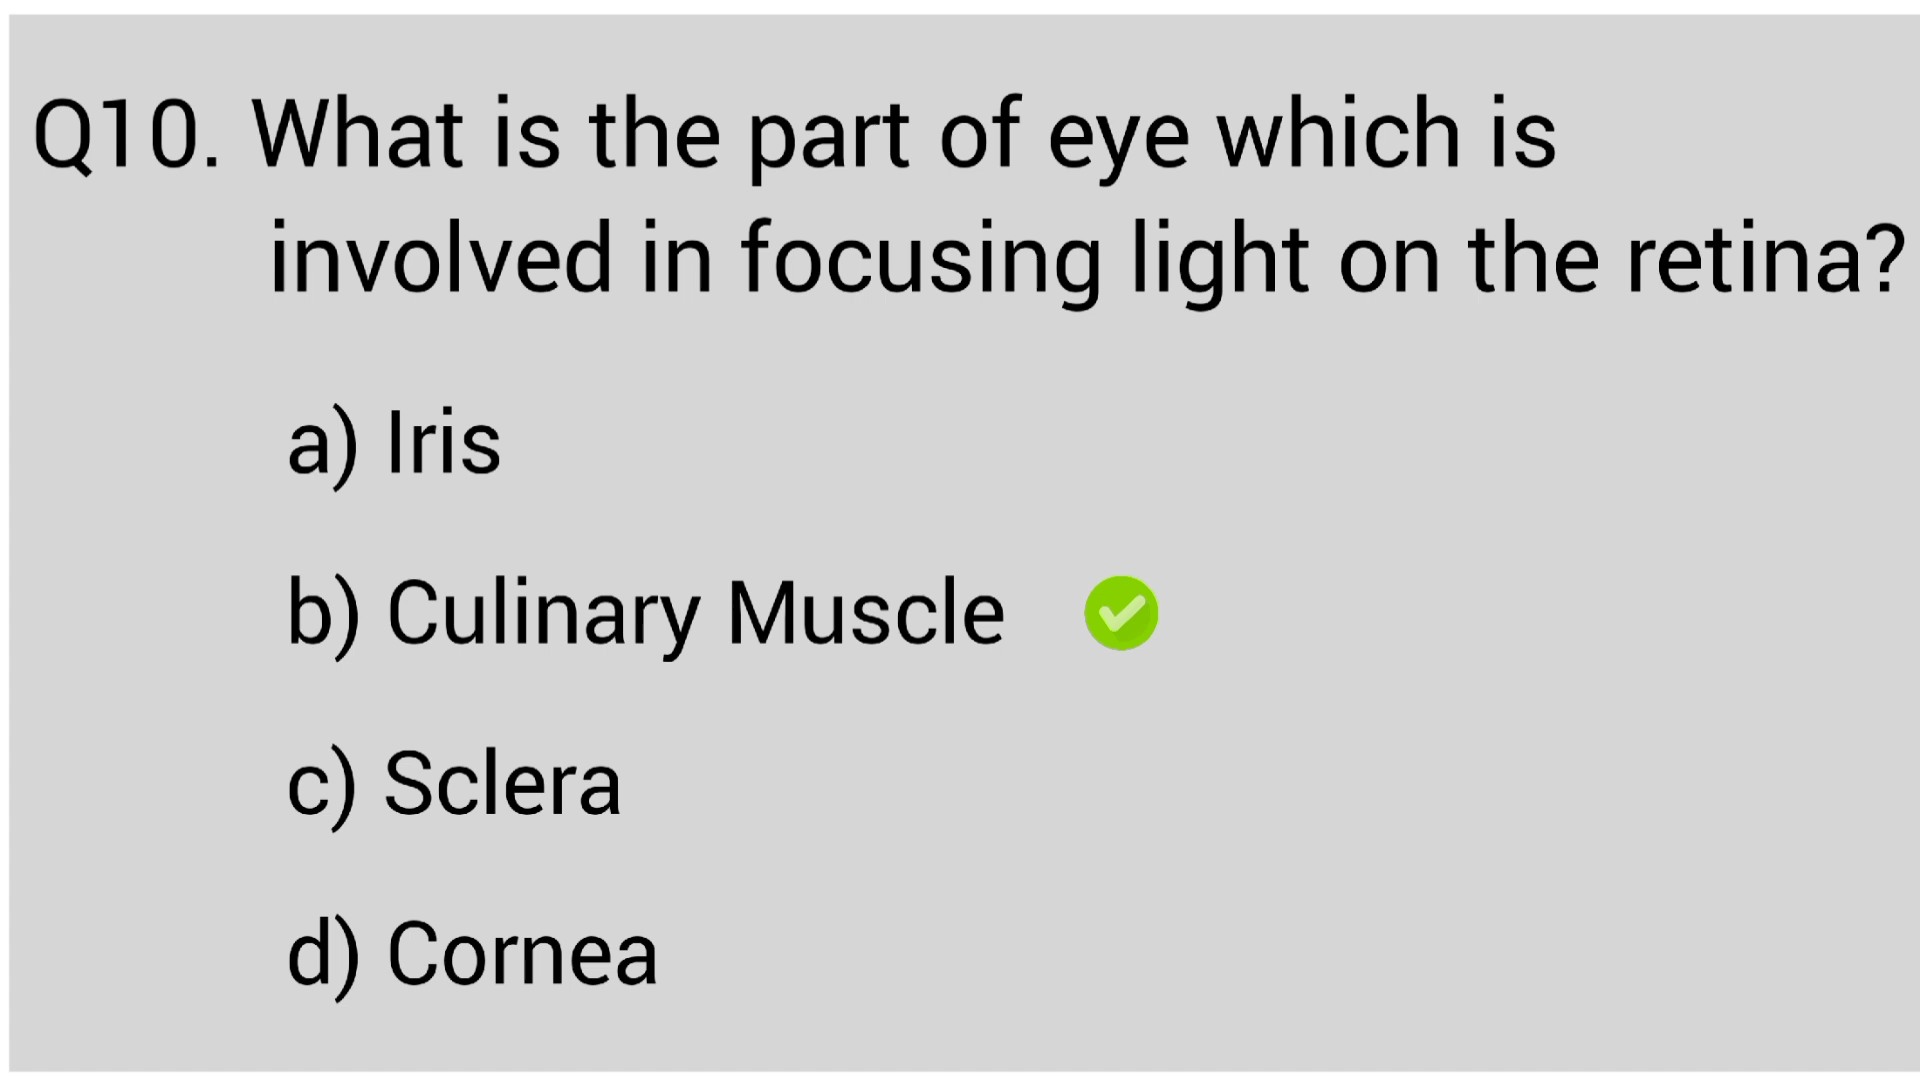 Q10. What is the part of eye which is
involved in focusing light on the retina?
a) Iris
b) Culinary Muscle
c) Sclera
d) Cornea